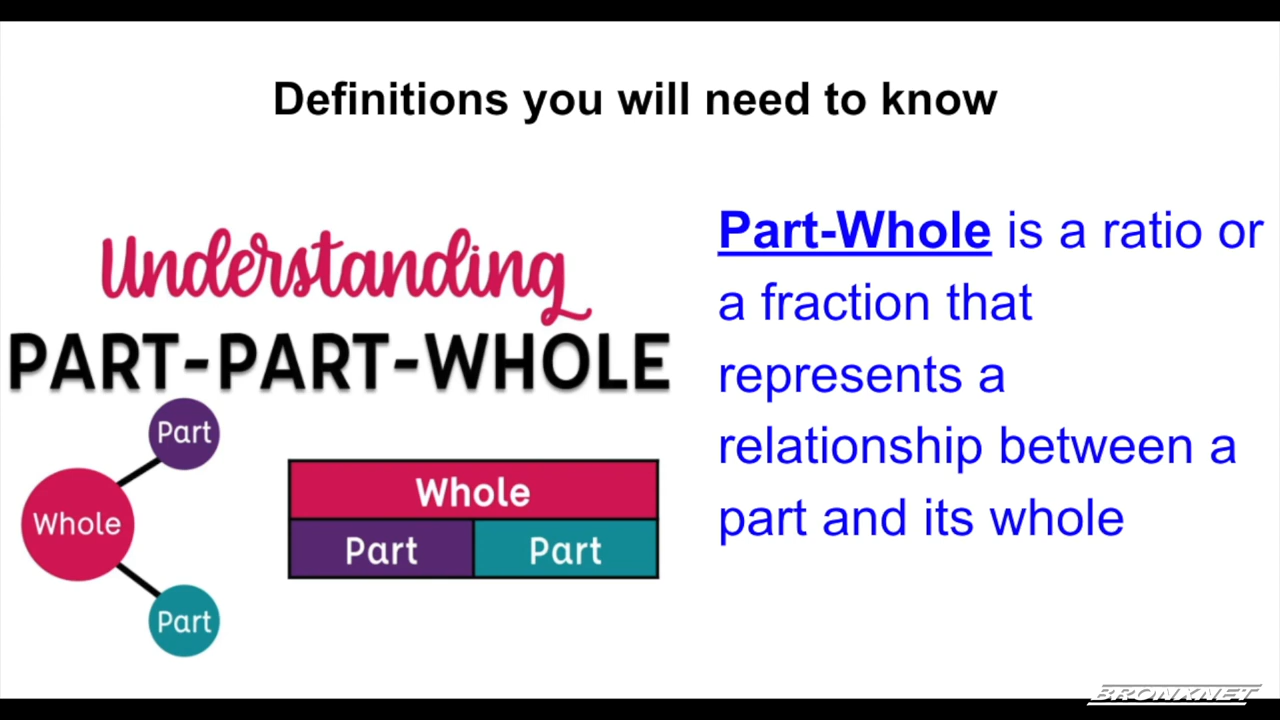 Definitions you will need to know
Understanding
PART-PART-WHOLE
Part
Whole
Part
Whole
Part Part
Part-Whole is a ratio or
a fraction that
represents a
relationship between a
part and its whole
BRONXNET